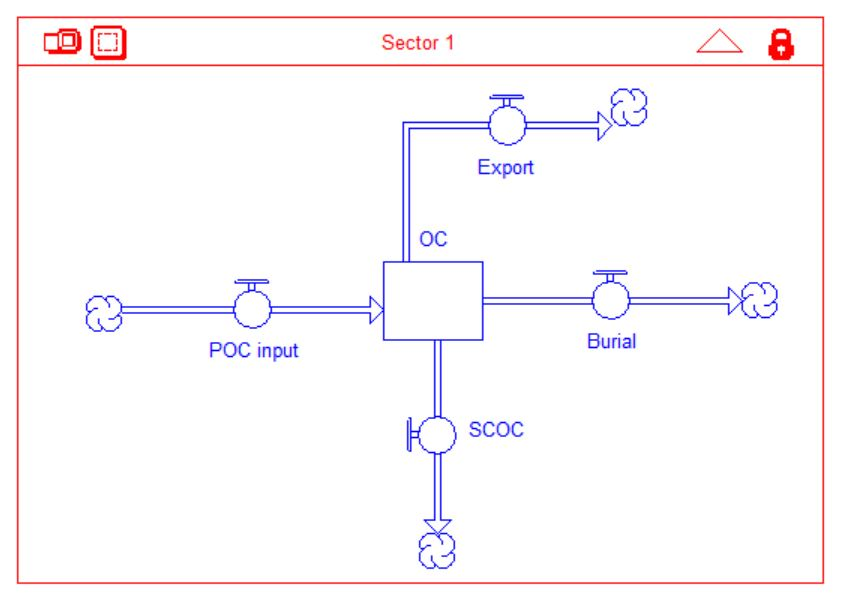 Sector 1
Export
OC
POC input
Burial
SCOC